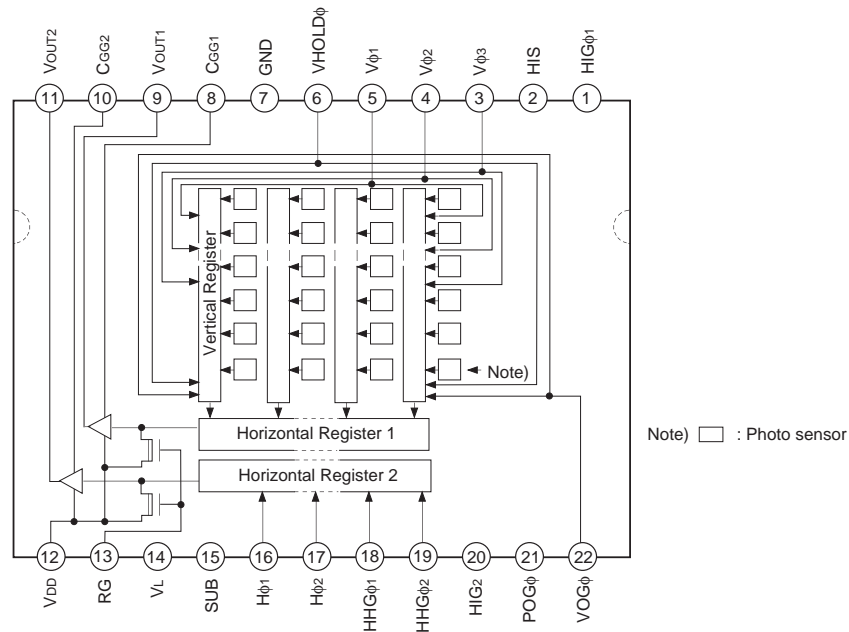 VOUT2
CGG2
VOUT1
CGG1
GND
VHOLDφ
Vφ1
Vφ2
Vφ3
HIS
HIGφ1
11
10
9
8
7
6
5
4
3
2
1
Vertical Register
Note)
Horizontal Register 1
Note) : Photo sensor
Horizontal Register 2
12
13
14
15
16
17
18
19
20
21
22
VDD
RG
VL
SUB
Hφ1
Hφ2
HHGφ1
HHGφ2
HIG2
POGφ
VOGφ